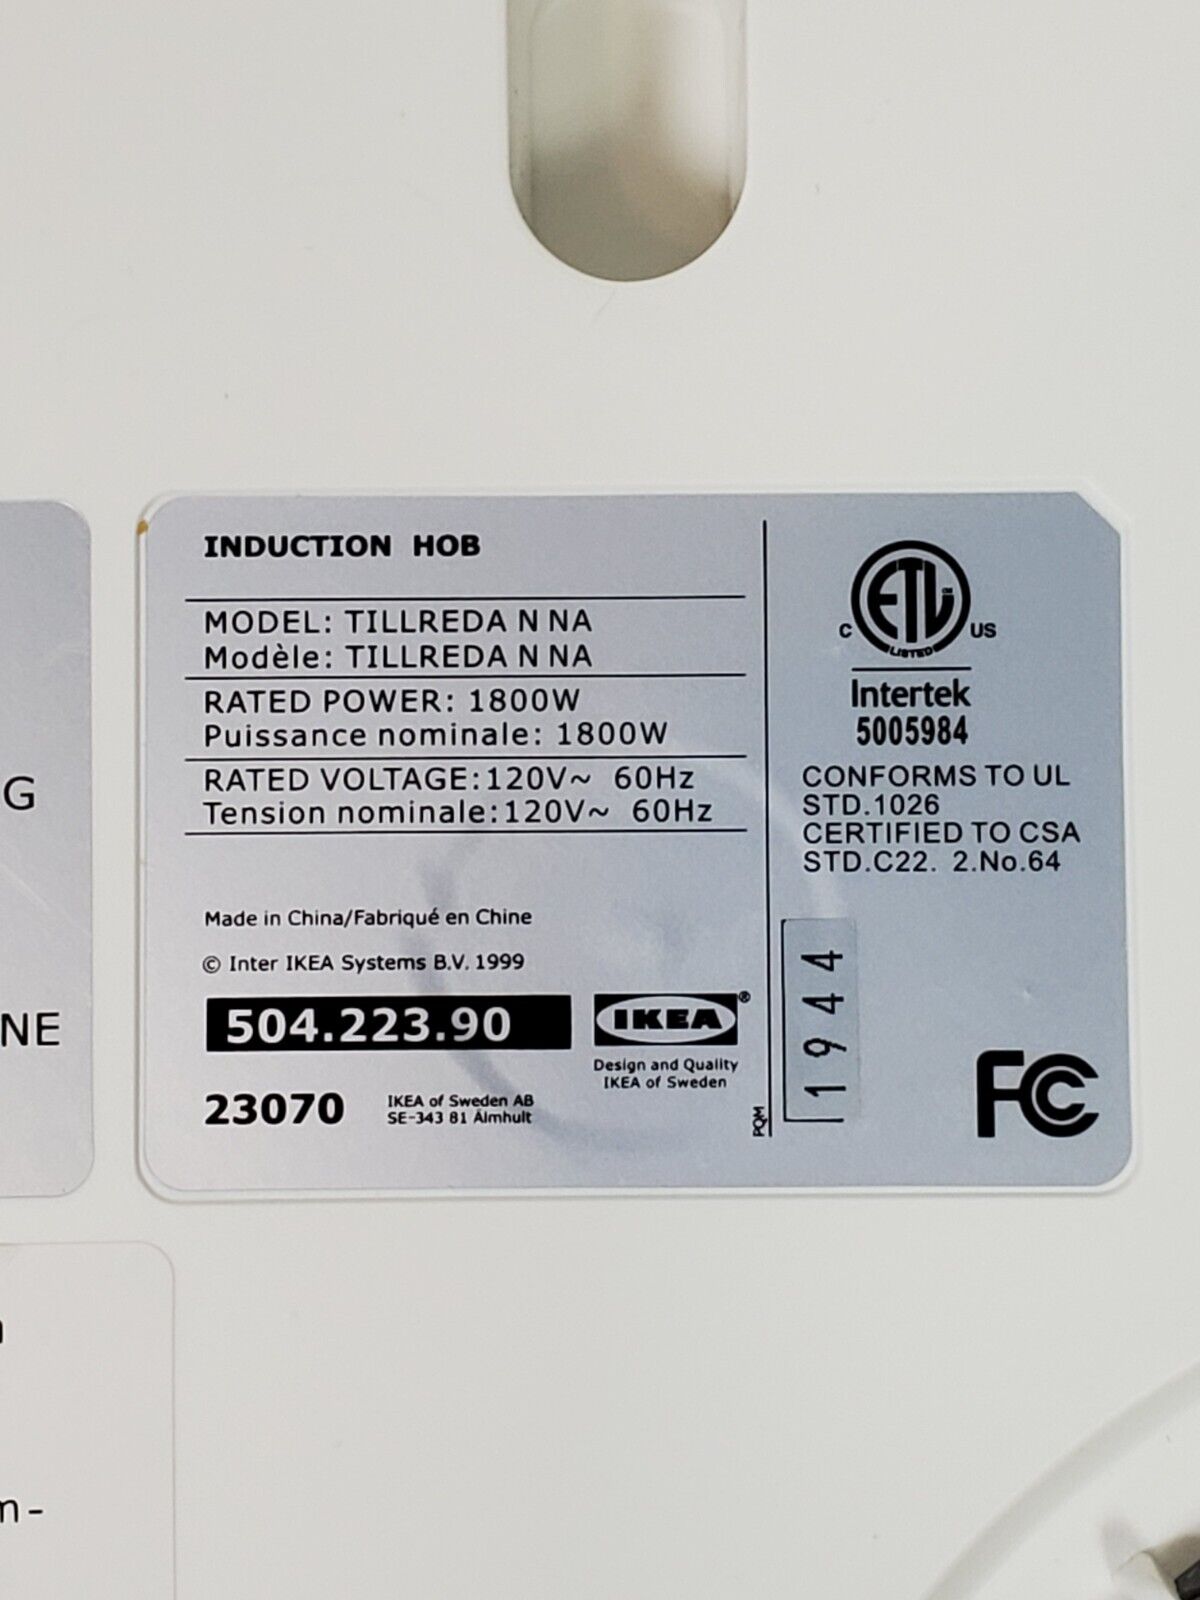 INDUCTION HOB
MODEL: TILLREDA N NA
Modèle: TILLREDA N NA
RATED POWER: 1800W
Puissance nominale: 1800W
RATED VOLTAGE:120V~ 60Hz
Tension nominale:120V~ 60Hz
Made in China/Fabriqué en Chine
© Inter IKEA Systems B.V. 1999
504.223.90
IKEA®
Design and Quality
IKEA of Sweden
23070
IKEA of Sweden AB
SE-343 81 Älmhult
PQM
C ETL CM US
LISTED
Intertek
5005984
CONFORMS TO UL
STD.1026
CERTIFIED TO CSA
STD.C22. 2.No.64
1944
FC
G
NE
m-